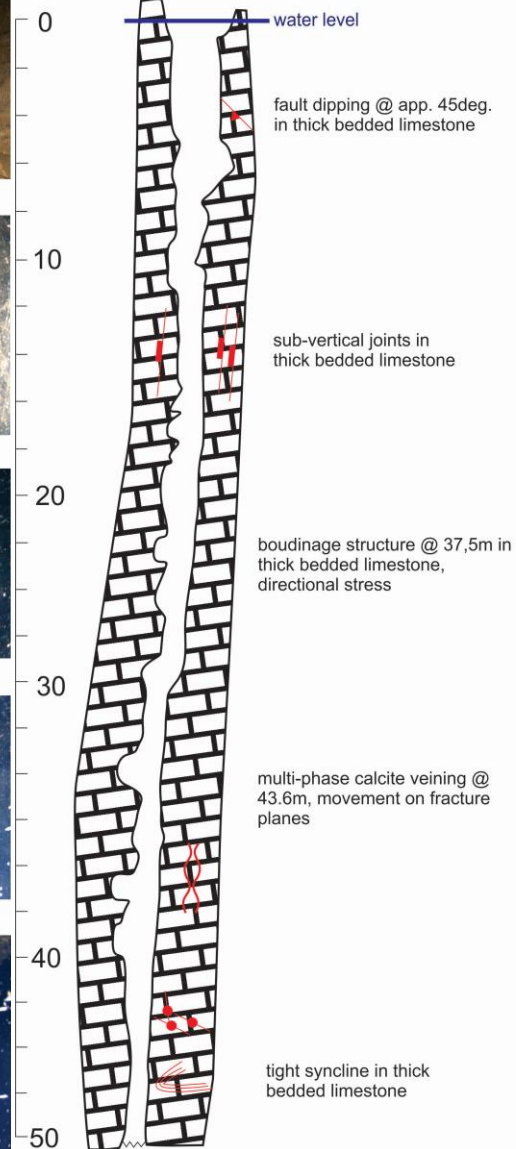 0
water level
fault dipping @ app. 45deg.
in thick bedded limestone
10
sub-vertical joints in
thick bedded limestone
20
boudinage structure @ 37,5m in
thick bedded limestone,
directional stress
30
multi-phase calcite veining @
43.6m, movement on fracture
planes
40
tight syncline in thick
bedded limestone
50